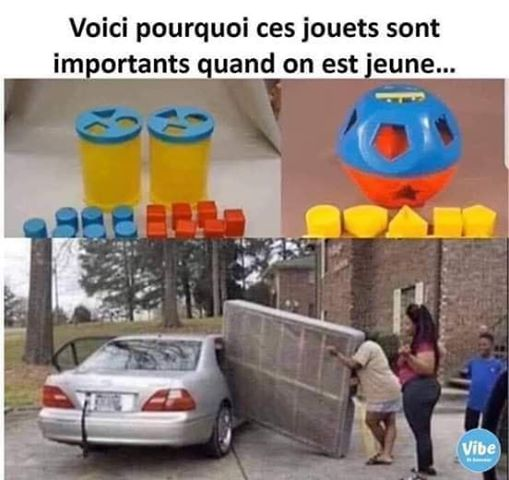 Voici pourquoi ces jouets sont
importants quand on est jeune...
Vibe